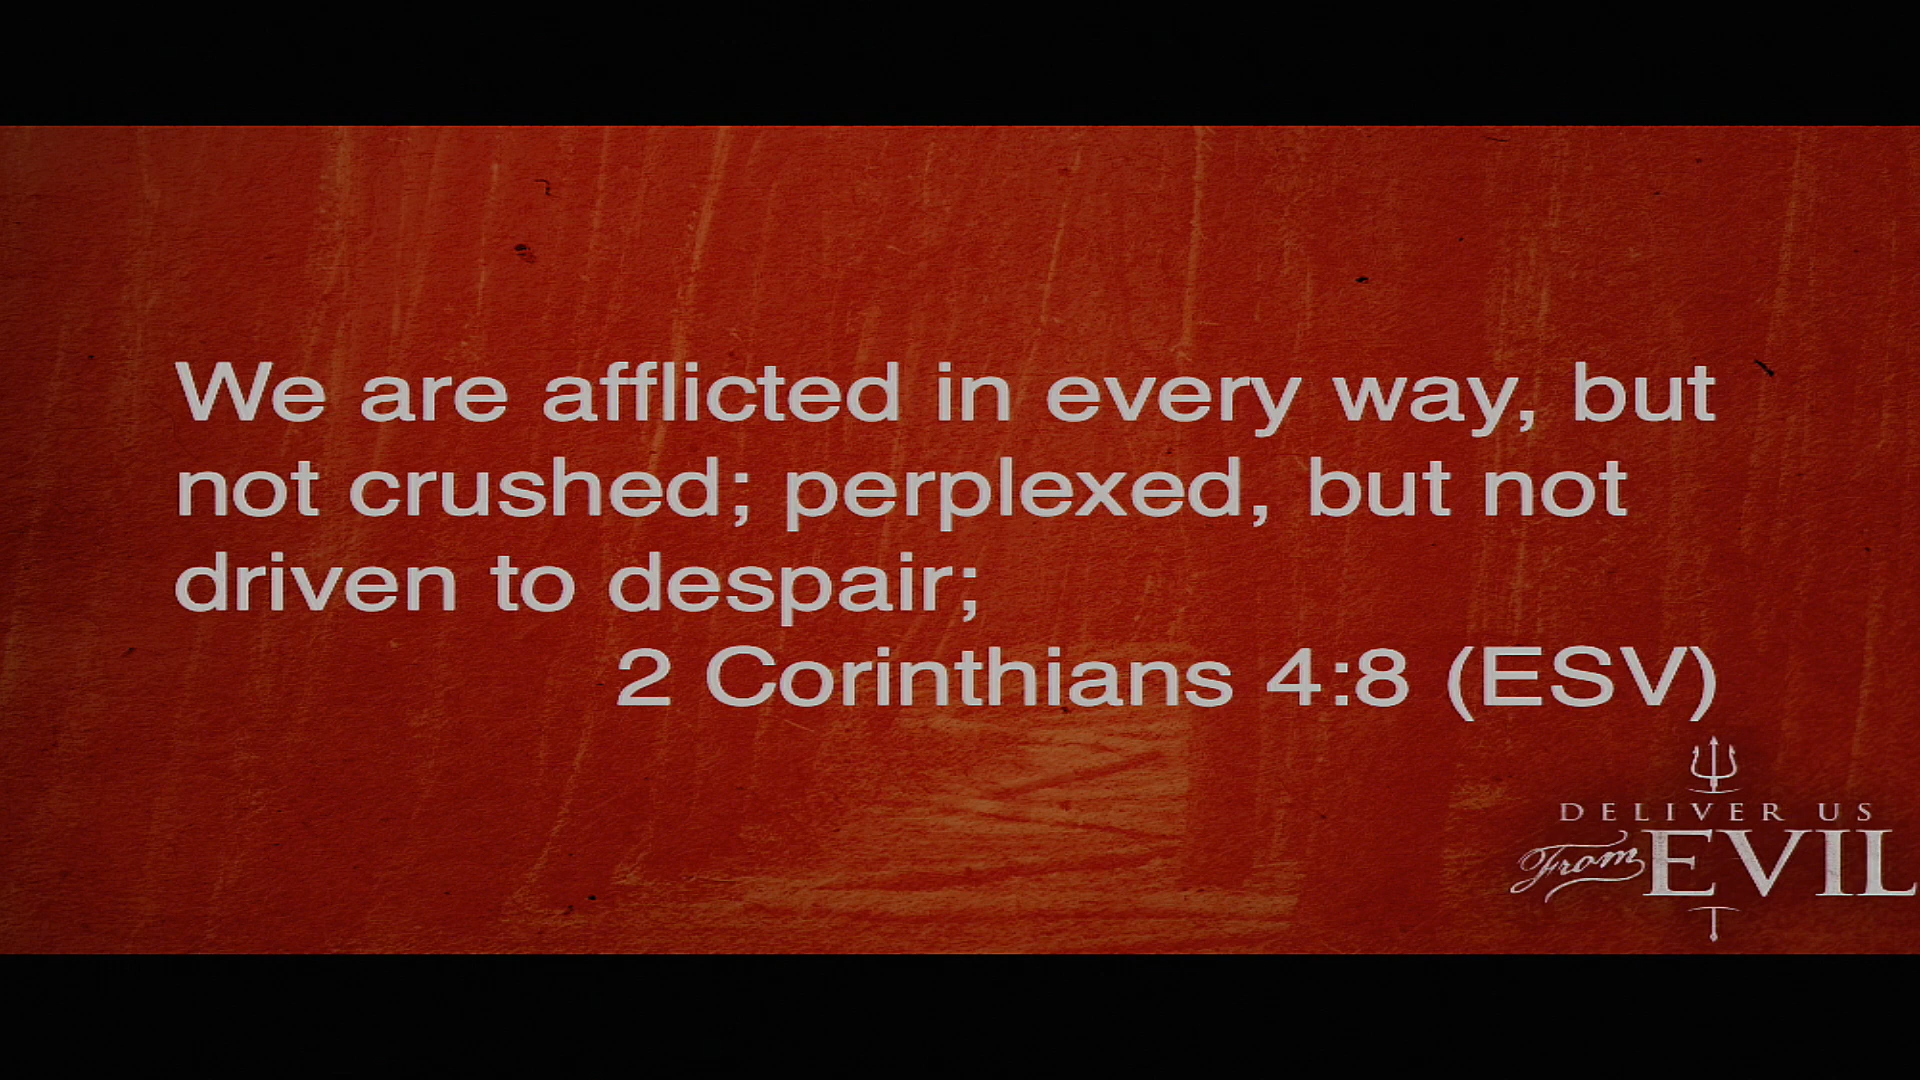 We are afflicted in every way, but
not crushed; perplexed, but not
driven to despair;
2 Corinthians 4:8 (ESV)
DELIVER US
From EVIL